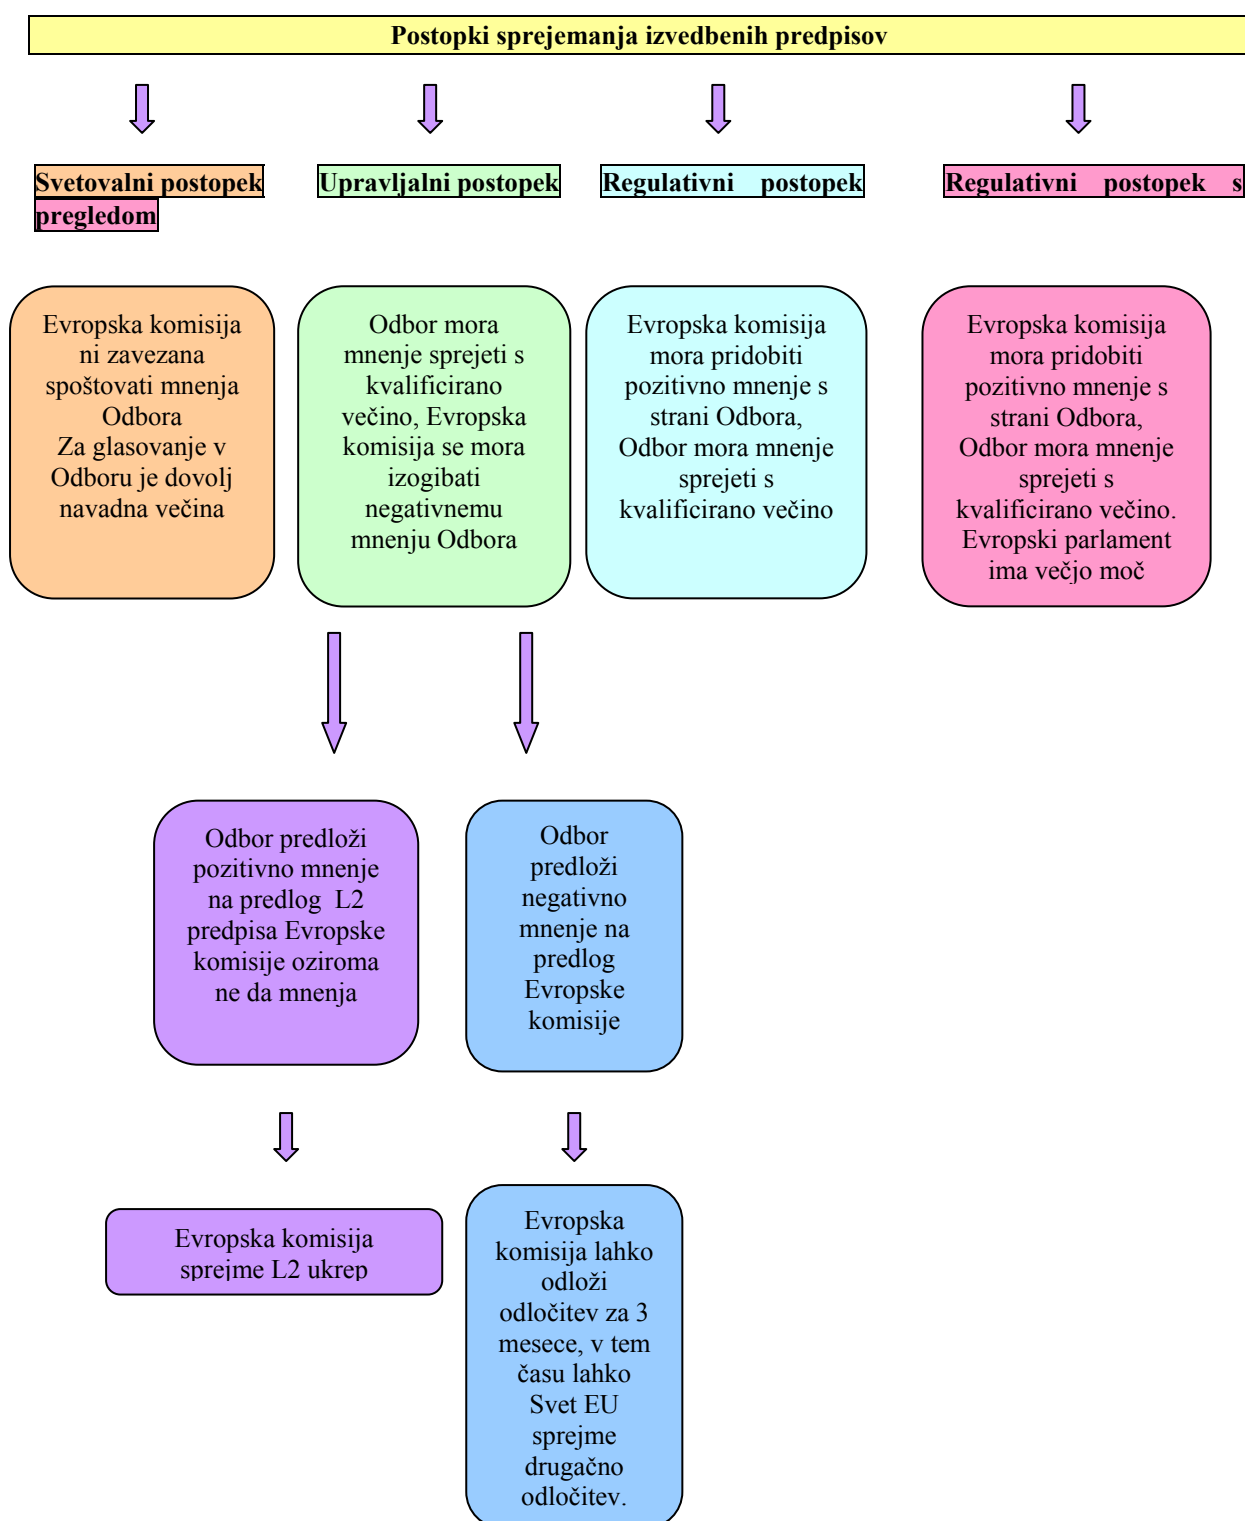 Postopki sprejemanja izvedbenih predpisov
Svetovalni postopek
Upravljalni postopek
Regulativni postopek
Regulativni postopek s
pregledom
Evropska komisija
ni zavezana
spoštovati mnenja
Odbora
Za glasovanje v
Odboru je dovolj
navadna večina
Odbor mora
mnenje sprejeti s
kvalificirano
večino, Evropska
komisija se mora
izogibati
negativnemu
mnenju Odbora
Evropska komisija
mora pridobiti
pozitivno mnenje s
strani Odbora,
Odbor mora mnenje
sprejeti s
kvalificirano večino
Evropska komisija
mora pridobiti
pozitivno mnenje s
strani Odbora,
Odbor mora mnenje
sprejeti s
kvalificirano večino.
Evropski parlament
ima večjo moč
Odbor predloži
pozitivno mnenje
na predlog L2
predpisa Evropske
komisije oziroma
ne da mnenja
Odbor
predloži
negativno
mnenje na
predlog
Evropske
komisije
Evropska komisija
sprejme L2 ukrep
Evropska
komisija lahko
odloži
odločitev za 3
mesece, v tem
času lahko
Svet EU
sprejme
drugačno
odločitev.